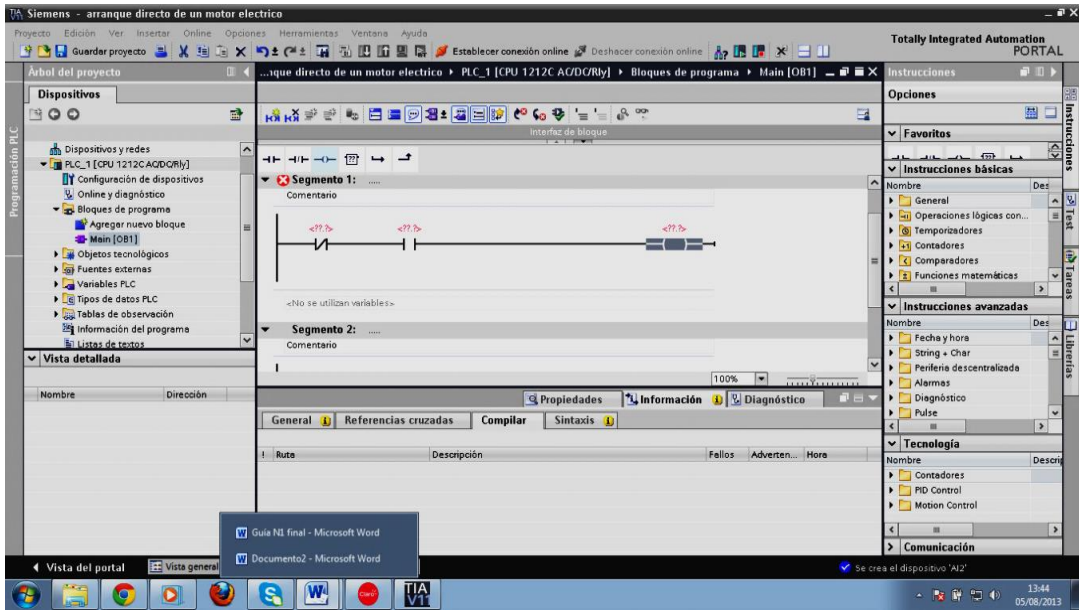 Siemens - arranque directo de un motor electrico
Proyecto Edición Ver Insertar Online Opciones Herramientas Ventana Ayuda
Totally Integrated Automation
PORTAL
Guardar proyecto
Establecer conexión online
Deshacer conexión online
Árbol del proyecto
...ique directo de un motor electrico ▸ PLC_1 [CPU 1212C AC/DC/Rly] ▸ Bloques de programa ▸ Main [OB1]
Instrucciones
Dispositivos
Opciones
Interfaz de bloque
Programación PLC
Dispositivos y redes
PLC_1 [CPU 1212C AC/DC/Rly]
Configuración de dispositivos
Online y diagnóstico
Bloques de programa
Agregar nuevo bloque
Main [OB1]
Objetos tecnológicos
Fuentes externas
Variables PLC
Tipos de datos PLC
Tablas de observación
Información del programa
Listas de textos
Segmento 1: .....
Comentario
<??.?> <??.?> <??.?>
<No se utilizan variables>
Segmento 2: .....
Comentario
100%
Favoritos
Instrucciones básicas
Nombre Des
General
Operaciones lógicas con...
Temporizadores
Contadores
Comparadores
Funciones matemáticas
Instrucciones avanzadas
Nombre Des
Fecha y hora
String + Char
Periferia descentralizada
Alarmas
Diagnóstico
Pulse
Tecnología
Nombre Descrip
Contadores
PID Control
Motion Control
Comunicación
Instrucciones
Test
Tareas
Librerías
Vista detallada
Nombre Dirección
Propiedades Información Diagnóstico
General Referencias cruzadas Compilar Sintaxis
! Ruta Descripción Fallos Adverten... Hora
Guía N1 final - Microsoft Word
Documento2 - Microsoft Word
Vista del portal
Vista general
Se crea el dispositivo 'AI2'
Claro
TIA
V11
13:44
05/08/2013